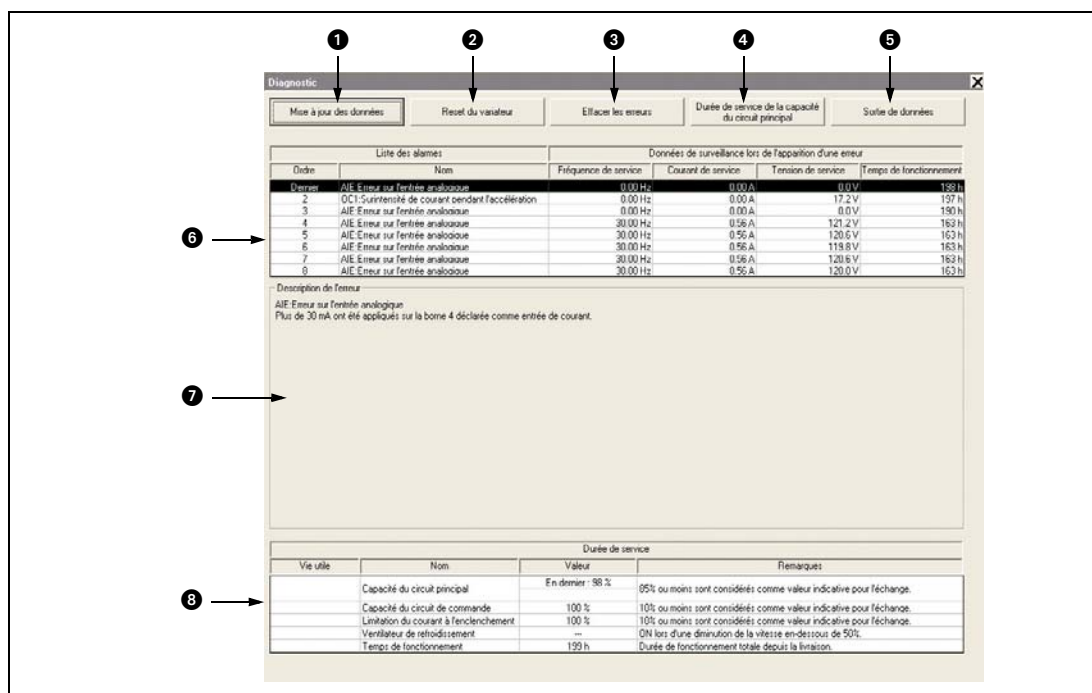 1 2 3 4 5
Diagnostic
Mise à jour des données Reset du variateur Effacer les erreurs Durée de service de la capacité du circuit principal Sortie de données
Liste des alarmes Données de surveillance lors de l'apparition d'une erreur
Ordre Nom Fréquence de service Courant de service Tension de service Temps de fonctionnement
Dernier AIE:Erreur sur l'entrée analogique 0.00 Hz 0.00 A 0.0 V 198 h
2 OC1:Surintensité de courant pendant l'accélération 0.00 Hz 0.00 A 17.2 V 197 h
3 AIE:Erreur sur l'entrée analogique 0.00 Hz 0.00 A 0.0 V 190 h
4 AIE:Erreur sur l'entrée analogique 30.00 Hz 0.56 A 121.2 V 163 h
5 AIE:Erreur sur l'entrée analogique 30.00 Hz 0.56 A 120.6 V 163 h
6 AIE:Erreur sur l'entrée analogique 30.00 Hz 0.56 A 119.8 V 163 h
7 AIE:Erreur sur l'entrée analogique 30.00 Hz 0.56 A 120.6 V 163 h
8 AIE:Erreur sur l'entrée analogique 30.00 Hz 0.56 A 120.0 V 163 h
6
Description de l'erreur
AIE:Erreur sur l'entrée analogique
Plus de 30 mA ont été appliqués sur la borne 4 déclarée comme entrée de courant.
7
Durée de service
Vie utile Nom Valeur Remarques
Capacité du circuit principal En dernier : 98 % 85% ou moins sont considérés comme valeur indicative pour l'échange.
Capacité du circuit de commande 100 % 10% ou moins sont considérés comme valeur indicative pour l'échange.
Limitation du courant à l'enclenchement 100 % 10% ou moins sont considérés comme valeur indicative pour l'échange.
Ventilateur de refroidissement --- ON lors d'une diminution de la vitesse en-dessous de 50%.
Temps de fonctionnement 199 h Durée de fonctionnement totale depuis la livraison.
8